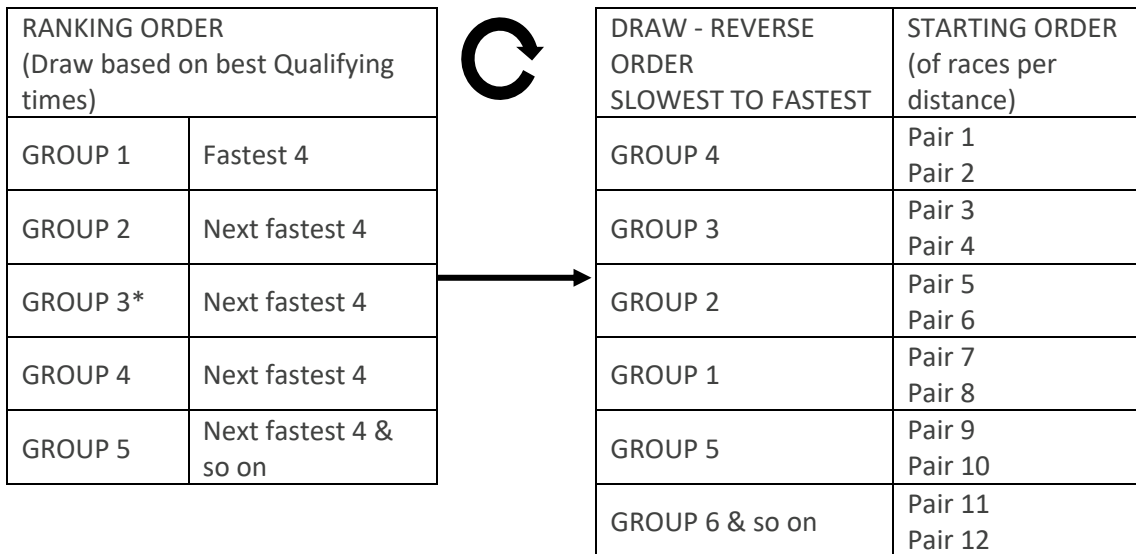 RANKING ORDER
(Draw based on best Qualifying
times)
GROUP 1
Fastest 4
GROUP 2
Next fastest 4
GROUP 3*
Next fastest 4
GROUP 4
Next fastest 4
GROUP 5
Next fastest 4 &
so on
DRAW - REVERSE
ORDER
SLOWEST TO FASTEST
STARTING ORDER
(of races per
distance)
GROUP 4
Pair 1
Pair 2
GROUP 3
Pair 3
Pair 4
GROUP 2
Pair 5
Pair 6
GROUP 1
Pair 7
Pair 8
GROUP 5
Pair 9
Pair 10
GROUP 6 & so on
Pair 11
Pair 12